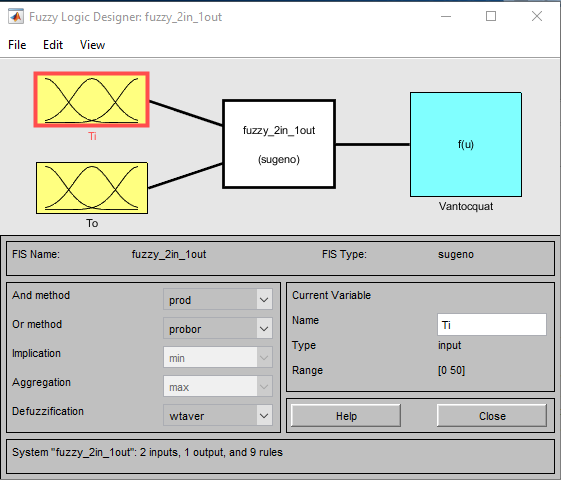 Fuzzy Logic Designer: fuzzy_2in_1out
File Edit View
Ti
fuzzy_2in_1out
(sugeno)
f(u)
To
Vantocquat
FIS Name: fuzzy_2in_1out FIS Type: sugeno
And method prod
Or method probor
Implication min
Aggregation max
Defuzzification wtaver
Current Variable
Name Ti
Type input
Range [0 50]
Help Close
System "fuzzy_2in_1out": 2 inputs, 1 output, and 9 rules